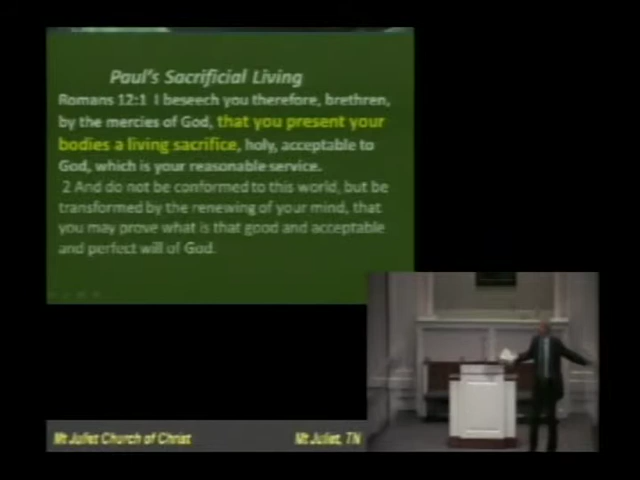 Paul's Sacrificial Living
Romans 12:1 I beseech you therefore, brethren,
by the mercies of God, that you present your
bodies a living sacrifice, holy, acceptable to
God, which is your reasonable service.
2 And do not be conformed to this world, but be
transformed by the renewing of your mind, that
you may prove what is that good and acceptable
and perfect will of God.
Mt Juliet Church of Christ Mt Juliet, TN